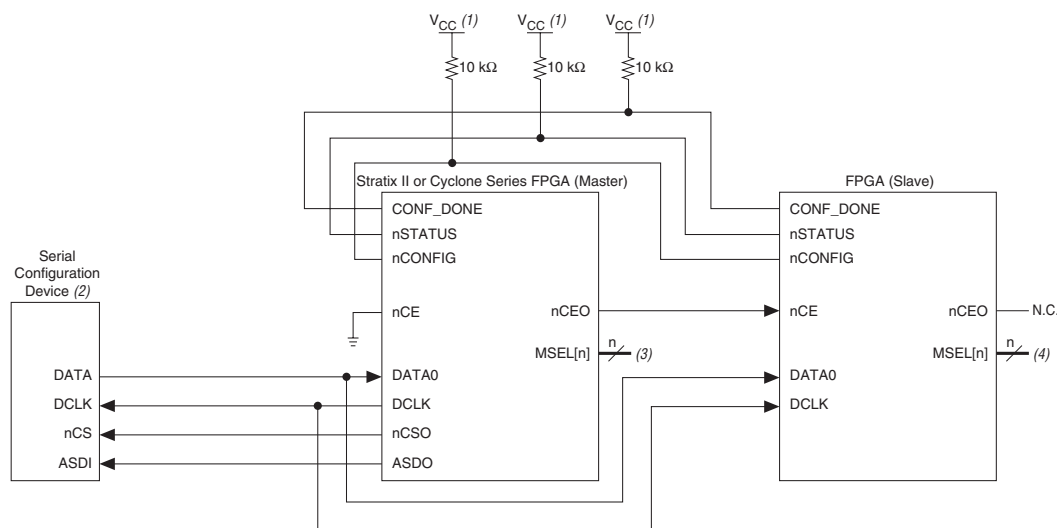 VCC (1)
VCC (1)
VCC (1)
10 kΩ
10 kΩ
10 kΩ
Stratix II or Cyclone Series FPGA (Master)
FPGA (Slave)
CONF_DONE
nSTATUS
nCONFIG
nCE
nCEO
MSEL[n]
n
(3)
DATA0
DCLK
nCSO
ASDO
CONF_DONE
nSTATUS
nCONFIG
nCE
nCEO
N.C.
MSEL[n]
n
(4)
DATA0
DCLK
Serial
Configuration
Device (2)
DATA
DCLK
nCS
ASDI